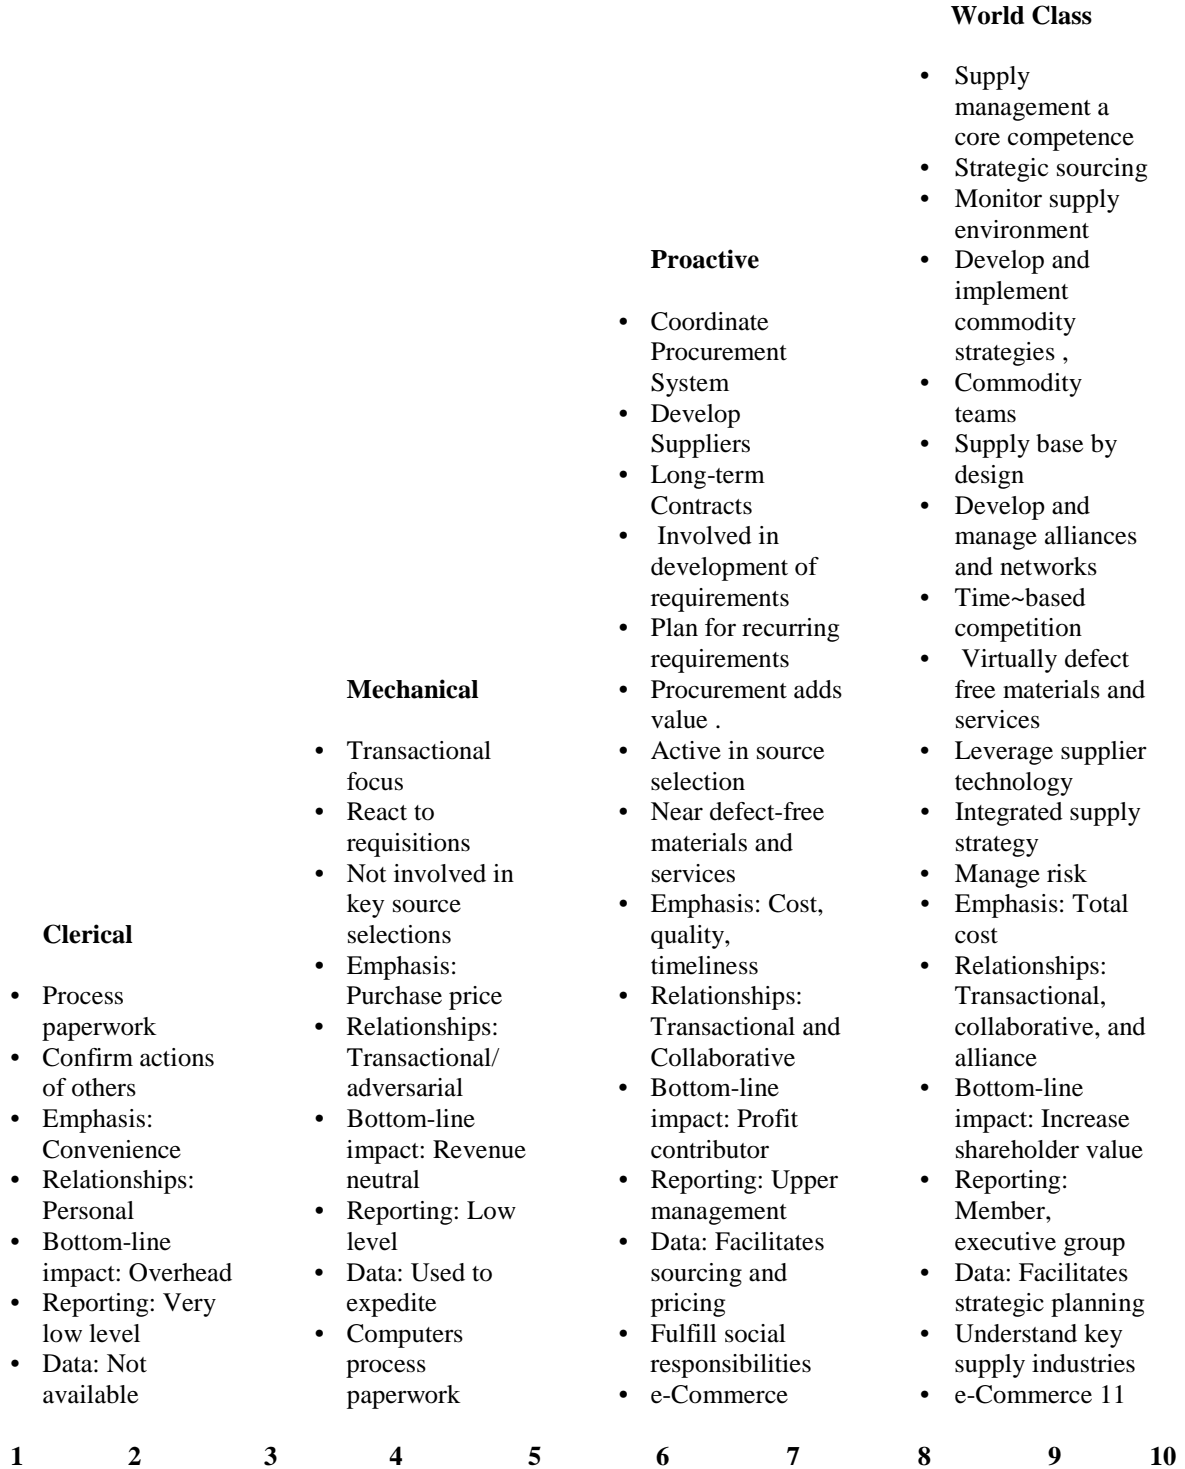 World Class
• Supply
management a
core competence
• Strategic sourcing
• Monitor supply
environment
• Develop and
implement
commodity
strategies ,
• Commodity
teams
• Supply base by
design
• Develop and
manage alliances
and networks
• Time~based
competition
• Virtually defect
free materials and
services
• Leverage supplier
technology
• Integrated supply
strategy
• Manage risk
• Emphasis: Total
cost
• Relationships:
Transactional,
collaborative, and
alliance
• Bottom-line
impact: Increase
shareholder value
• Reporting:
Member,
executive group
• Data: Facilitates
strategic planning
• Understand key
supply industries
• e-Commerce 11
Proactive
• Coordinate
Procurement
System
• Develop
Suppliers
• Long-term
Contracts
• Involved in
development of
requirements
• Plan for recurring
requirements
• Procurement adds
value .
• Active in source
selection
• Near defect-free
materials and
services
• Emphasis: Cost,
quality,
timeliness
• Relationships:
Transactional and
Collaborative
• Bottom-line
impact: Profit
contributor
• Reporting: Upper
management
• Data: Facilitates
sourcing and
pricing
• Fulfill social
responsibilities
• e-Commerce
Mechanical
• Transactional
focus
• React to
requisitions
• Not involved in
key source
selections
• Emphasis:
Purchase price
• Relationships:
Transactional/
adversarial
• Bottom-line
impact: Revenue
neutral
• Reporting: Low
level
• Data: Used to
expedite
• Computers
process
paperwork
Clerical
• Process
paperwork
• Confirm actions
of others
• Emphasis:
Convenience
• Relationships:
Personal
• Bottom-line
impact: Overhead
• Reporting: Very
low level
• Data: Not
available
1 2 3 4 5 6 7 8 9 10